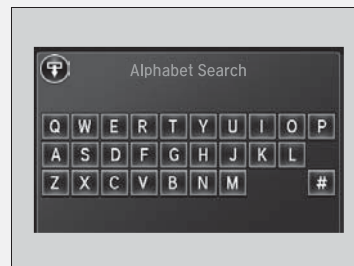 Alphabet Search
Q W E R T Y U I O P
A S D F G H J K L
Z X C V B N M #